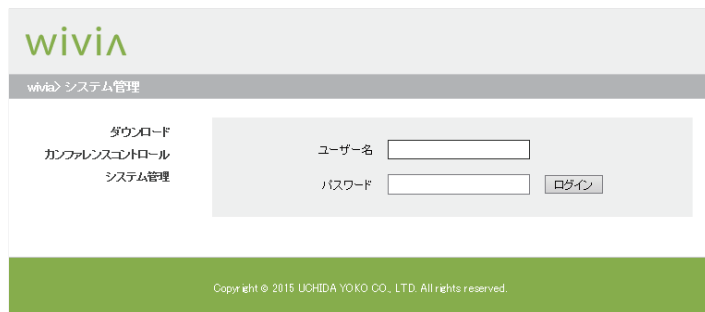 wivia
wivia> システム管理
ダウンロード
カンファレンスコントロール
システム管理
ユーザー名
パスワード
ログイン
Copyright © 2015 UCHIDA YOKO CO., LTD. All rights reserved.